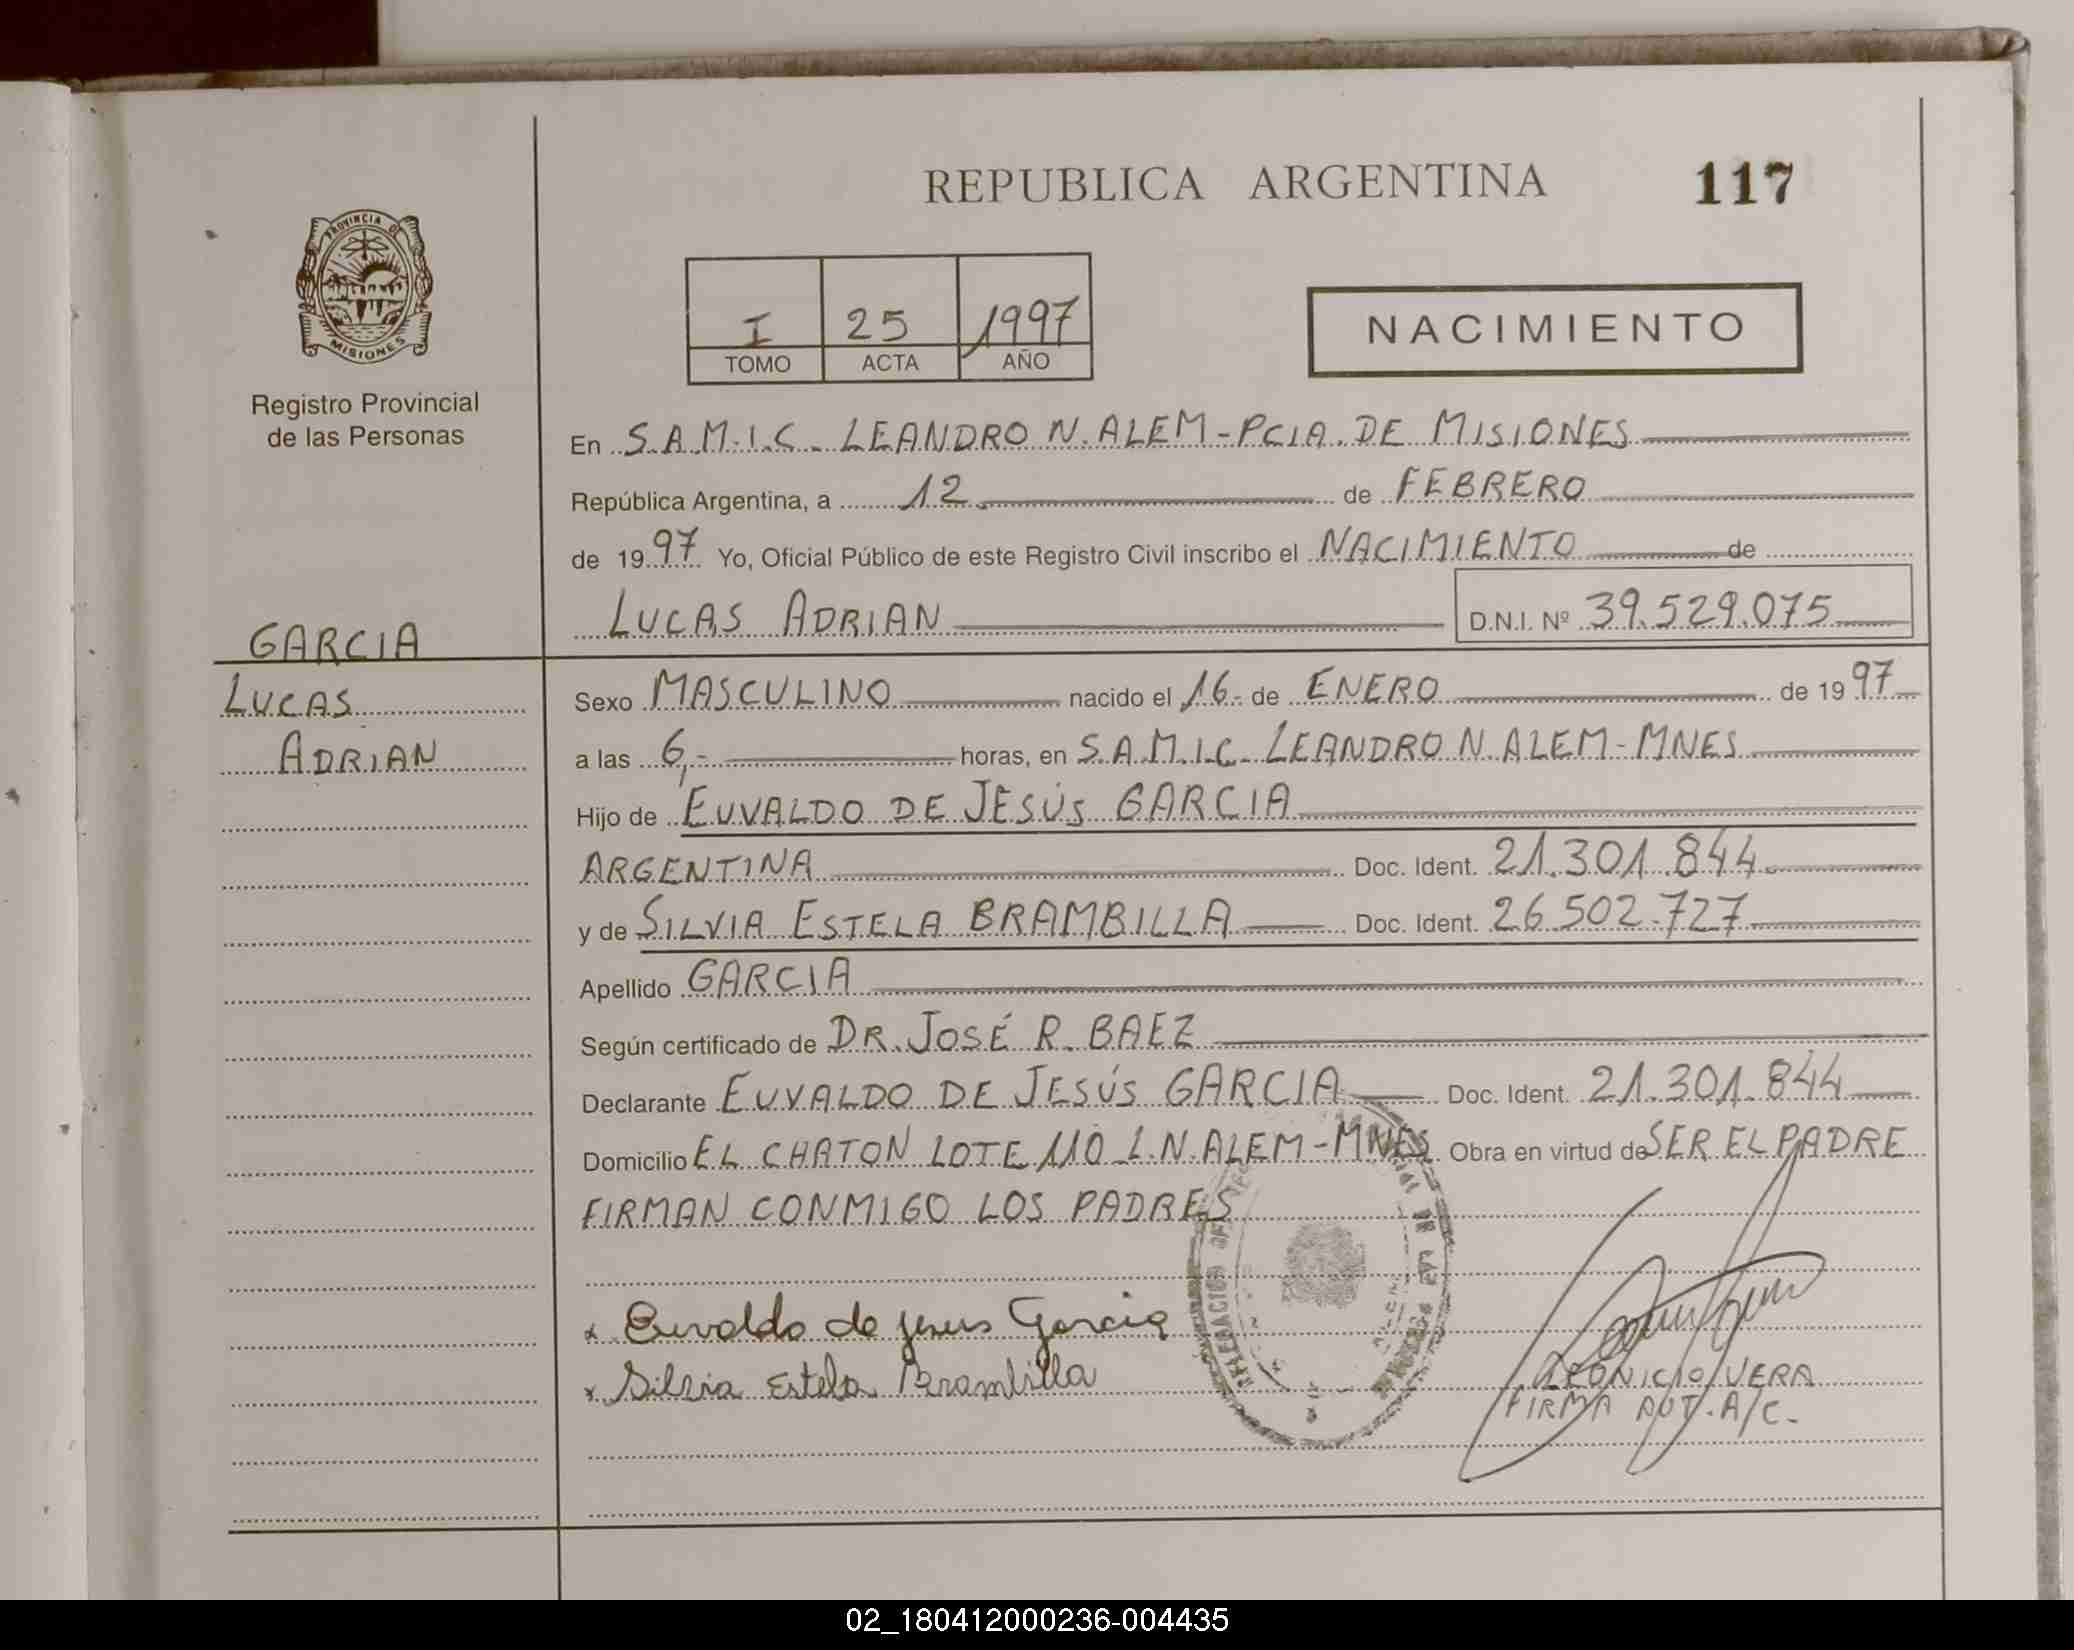 REPUBLICA ARGENTINA 117
PROVINCIA DE
MISIONES
Registro Provincial
de las Personas
I 25 1997
TOMO ACTA AÑO
NACIMIENTO
En S.A.M.I.C. LEANDRO N. ALEM - PCIA. DE MISIONES
República Argentina, a 12 de FEBRERO
de 1997 Yo, Oficial Público de este Registro Civil inscribo el NACIMIENTO de
LUCAS ADRIAN D.N.I. Nº 39.529.075
GARCIA
LUCAS
ADRIAN
Sexo MASCULINO nacido el 16 - de ENERO de 1997
a las 6,- horas, en S.A.M.I.C. LEANDRO N. ALEM - MNES
Hijo de EUVALDO DE JESÚS GARCIA
ARGENTINA Doc. Ident. 21.301.844
y de SILVIA ESTELA BRAMBILLA Doc. Ident. 26.502.727
Apellido GARCIA
Según certificado de DR. JOSÉ R. BAEZ
Declarante EUVALDO DE JESÚS GARCIA Doc. Ident. 21.301.844
Domicilio EL CHATON LOTE 110 L.N. ALEM - MNES Obra en virtud de SER EL PADRE
FIRMAN CONMIGO LOS PADRES
x Euvaldo de jesus Garcia
x Silvia Estela Brambilla
LEONICIO VERA
FIRMA AUT. A/C.
02_180412000236-004435